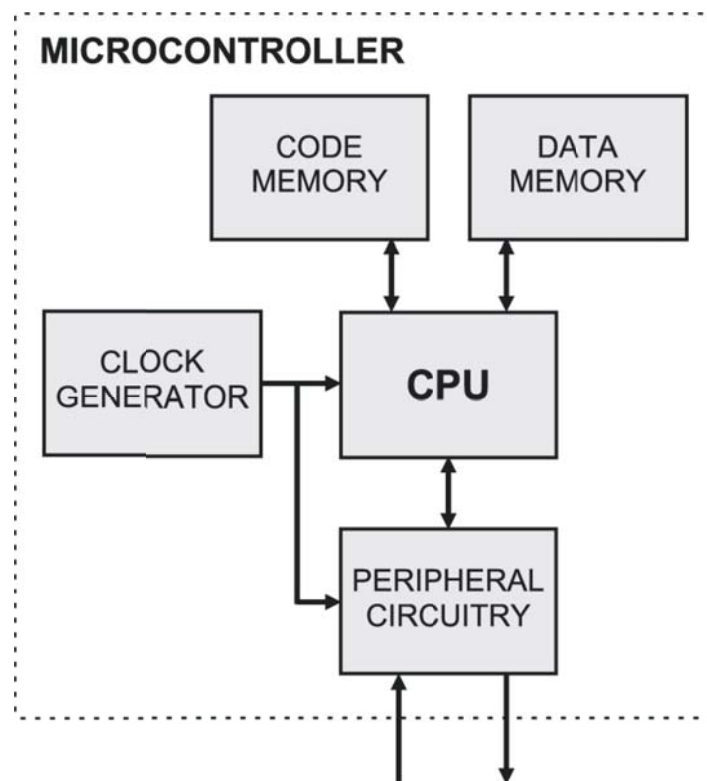 MICROCONTROLLER
CODE
MEMORY
DATA
MEMORY
CLOCK
GENERATOR
CPU
PERIPHERAL
CIRCUITRY